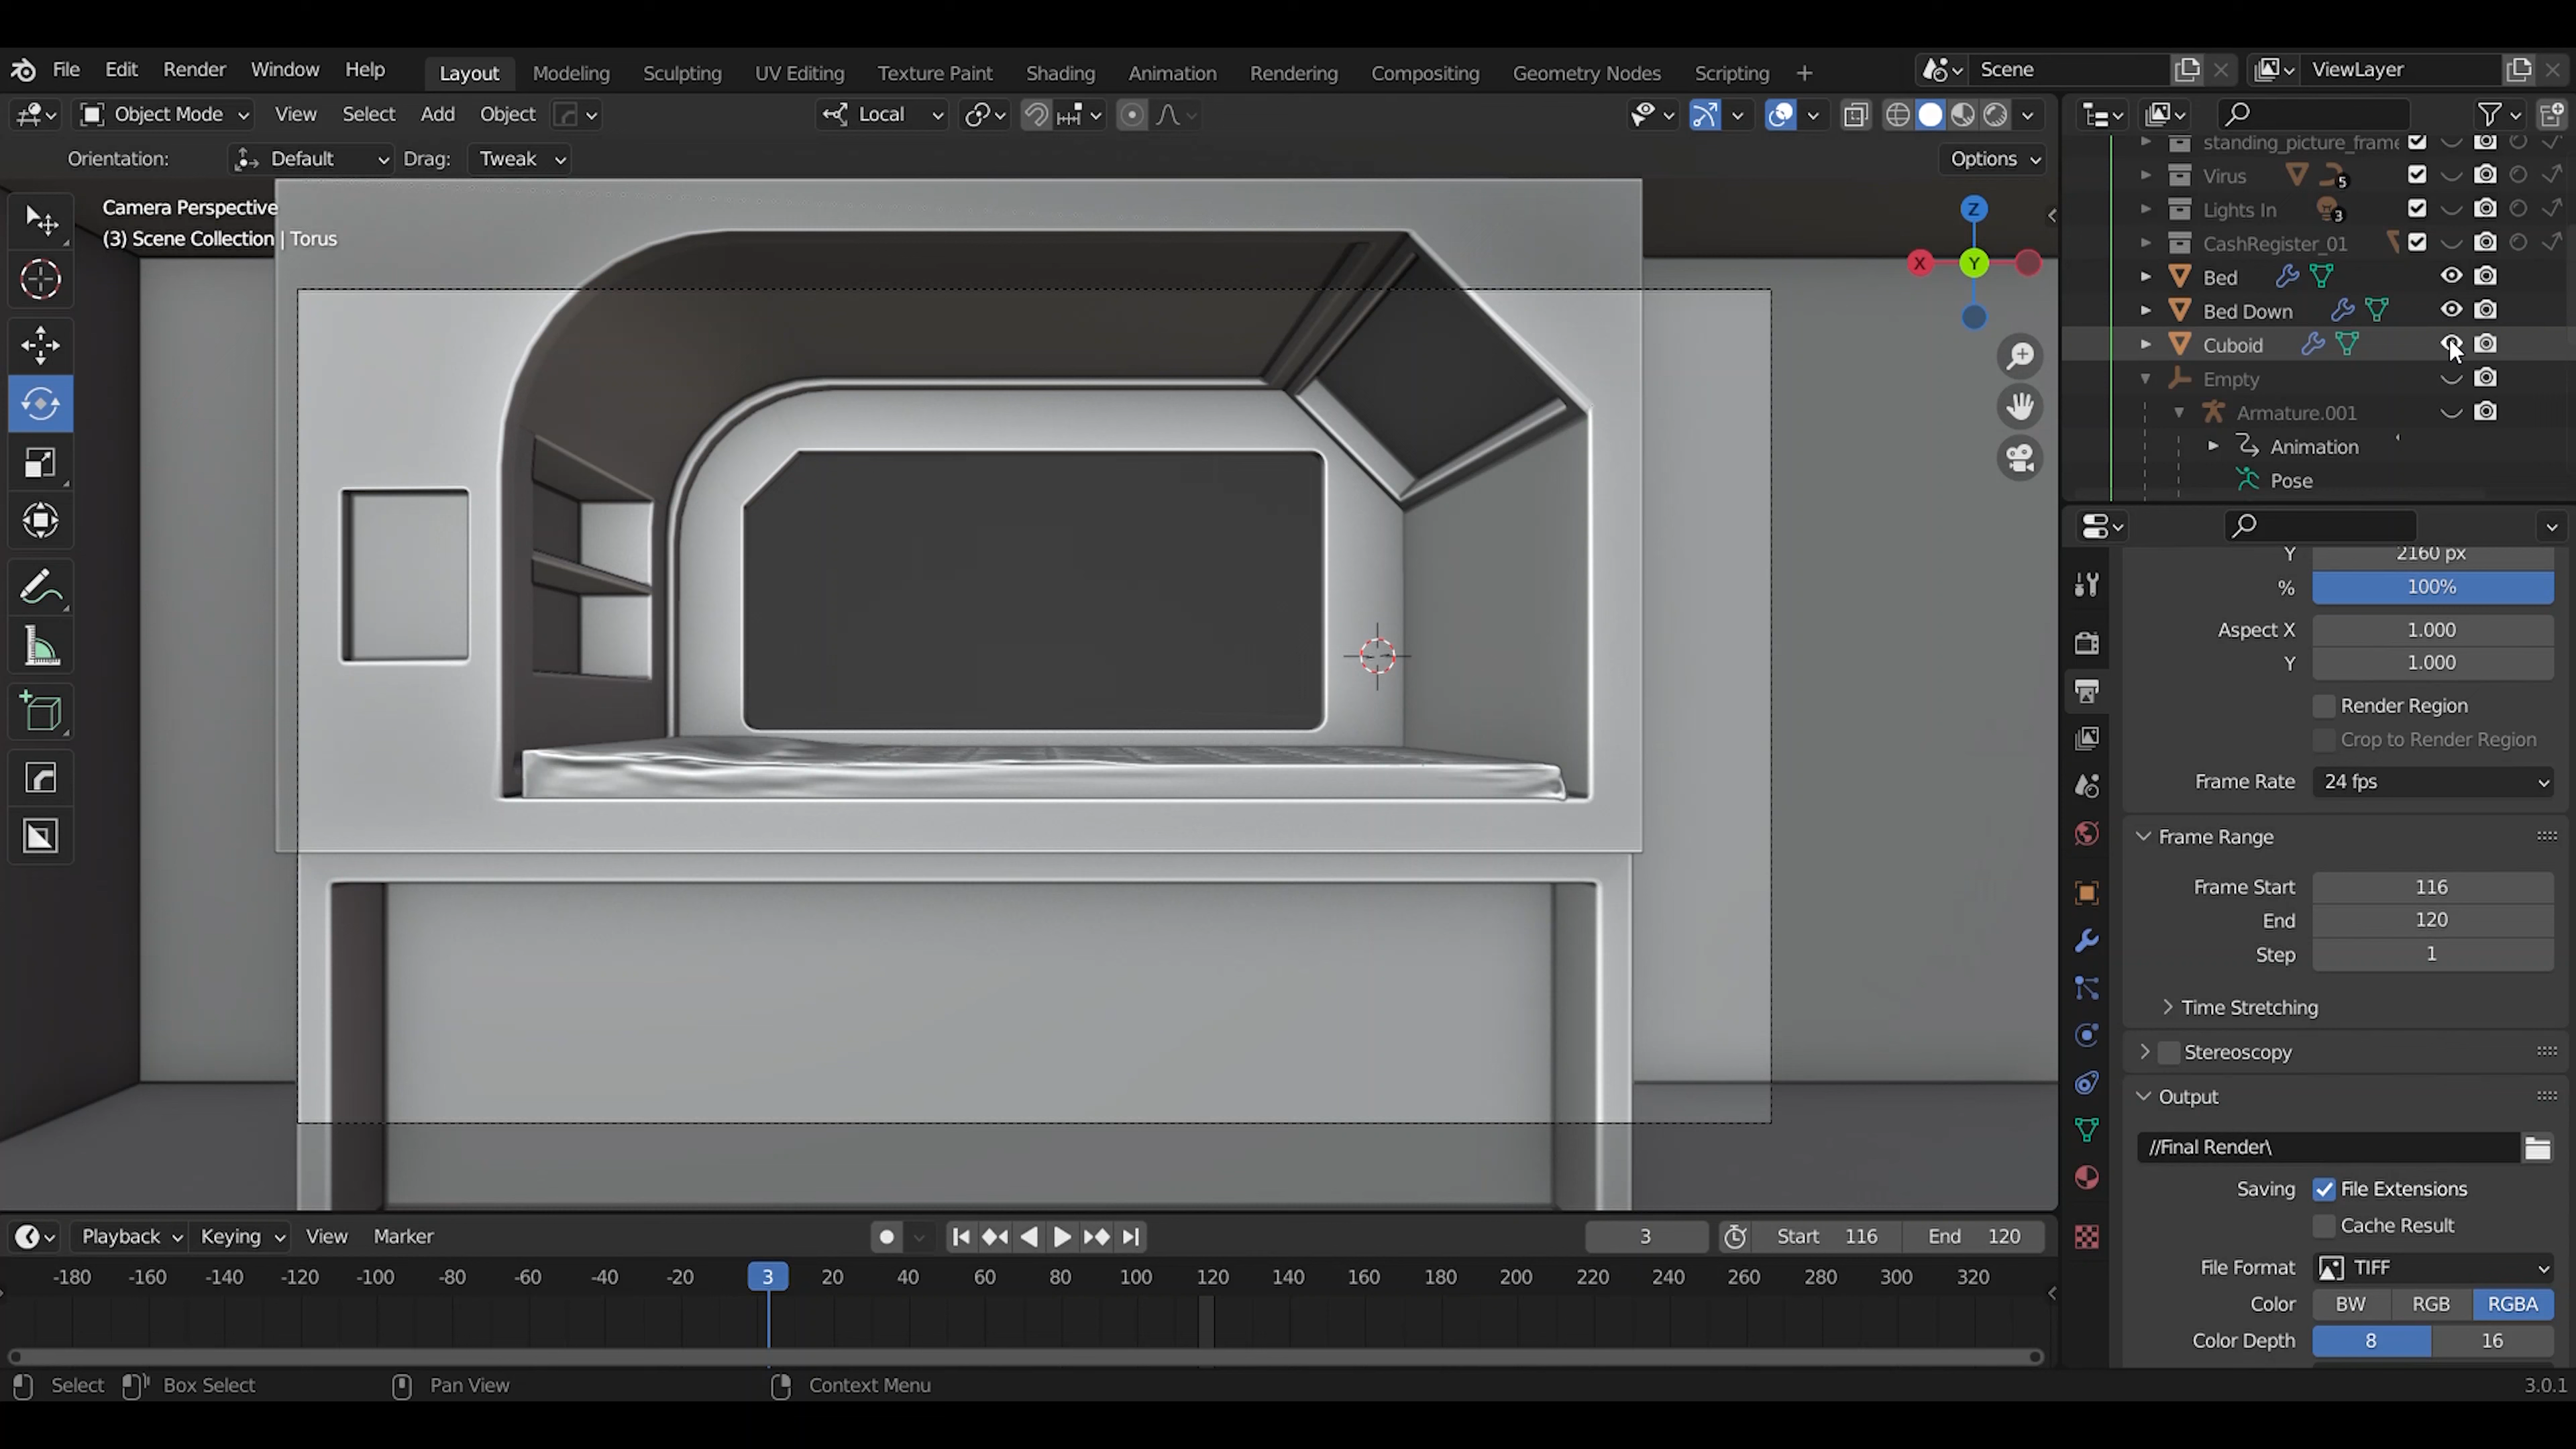 File Edit Render Window Help Layout Modeling Sculpting UV Editing Texture Paint Shading Animation Rendering Compositing Geometry Nodes Scripting + Scene ViewLayer
Object Mode View Select Add Object Local
Orientation: Default Drag: Tweak Options
Camera Perspective
(3) Scene Collection | Torus
Z
X
Y
standing_picture_frame
Virus 5
Lights In 3
CashRegister_01
Bed
Bed Down
Cuboid
Empty
Armature.001
Animation
Pose
Y 2160 px
% 100%
Aspect X 1.000
Y 1.000
Render Region
Crop to Render Region
Frame Rate 24 fps
Frame Range
Frame Start 116
End 120
Step 1
Time Stretching
Stereoscopy
Output
//Final Render\
Saving File Extensions
Cache Result
File Format TIFF
Color BW RGB RGBA
Color Depth 8 16
Playback Keying View Marker 3 Start 116 End 120
-180 -160 -140 -120 -100 -80 -60 -40 -20 3 20 40 60 80 100 120 140 160 180 200 220 240 260 280 300 320
Select Box Select Pan View Context Menu 3.0.1